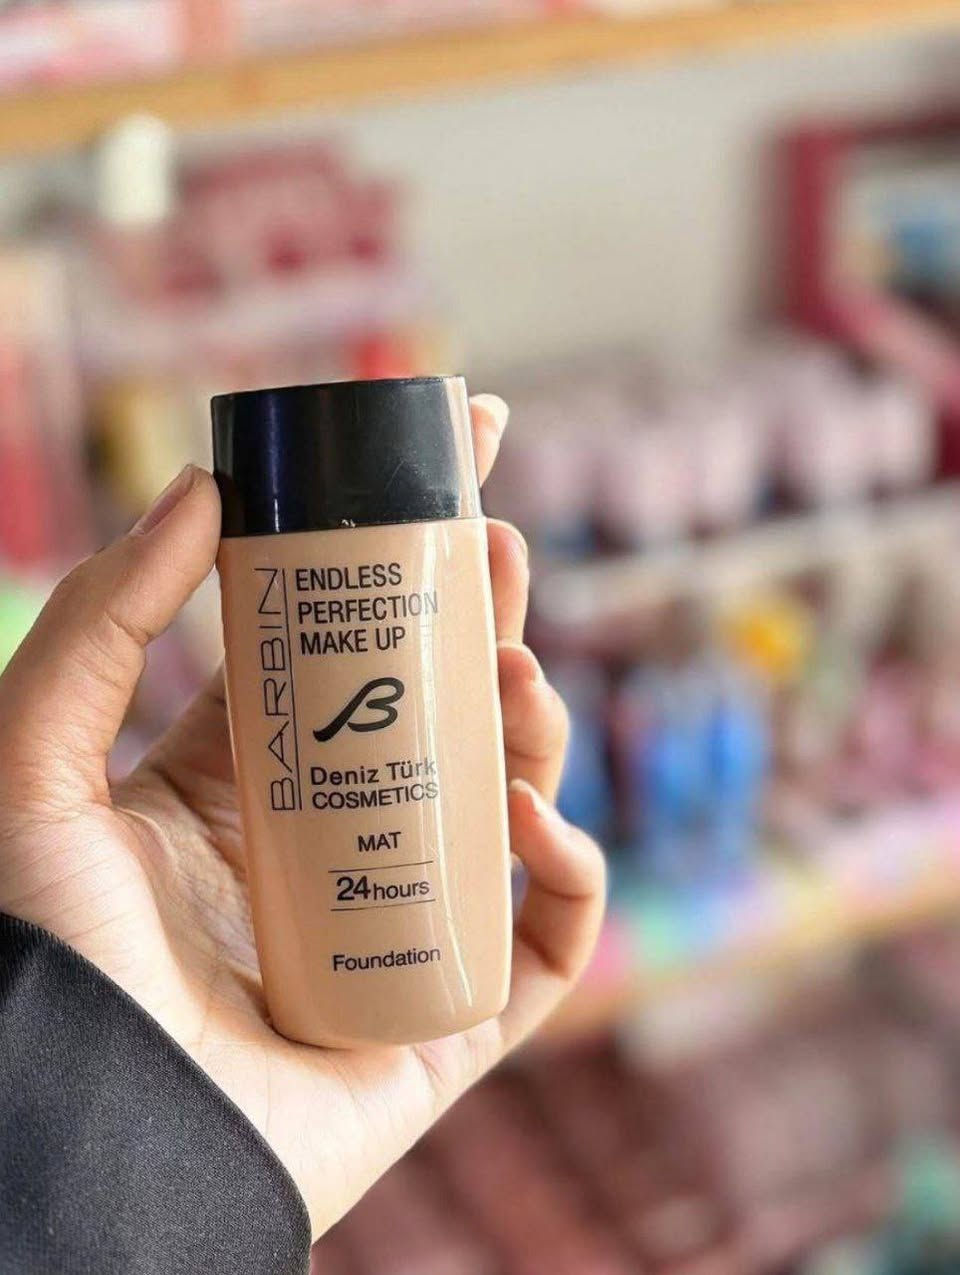 BARBIN
ENDLESS
PERFECTION
MAKE UP
B
Deniz Türk
COSMETICS
MAT
24hours
Foundation